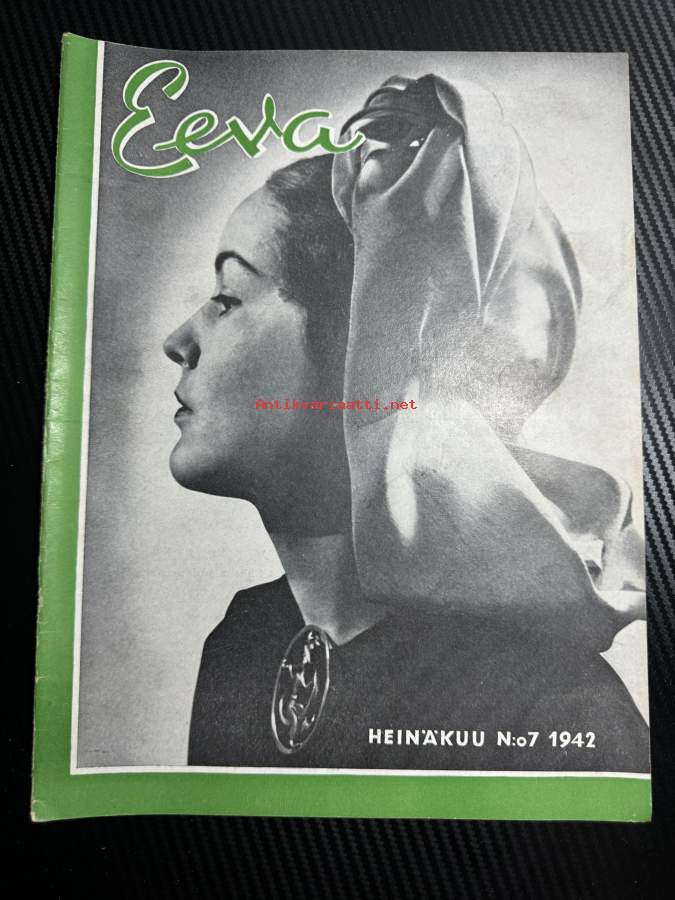 Eeva
Antikvariaatti.net
HEINÄKUU N:o7 1942